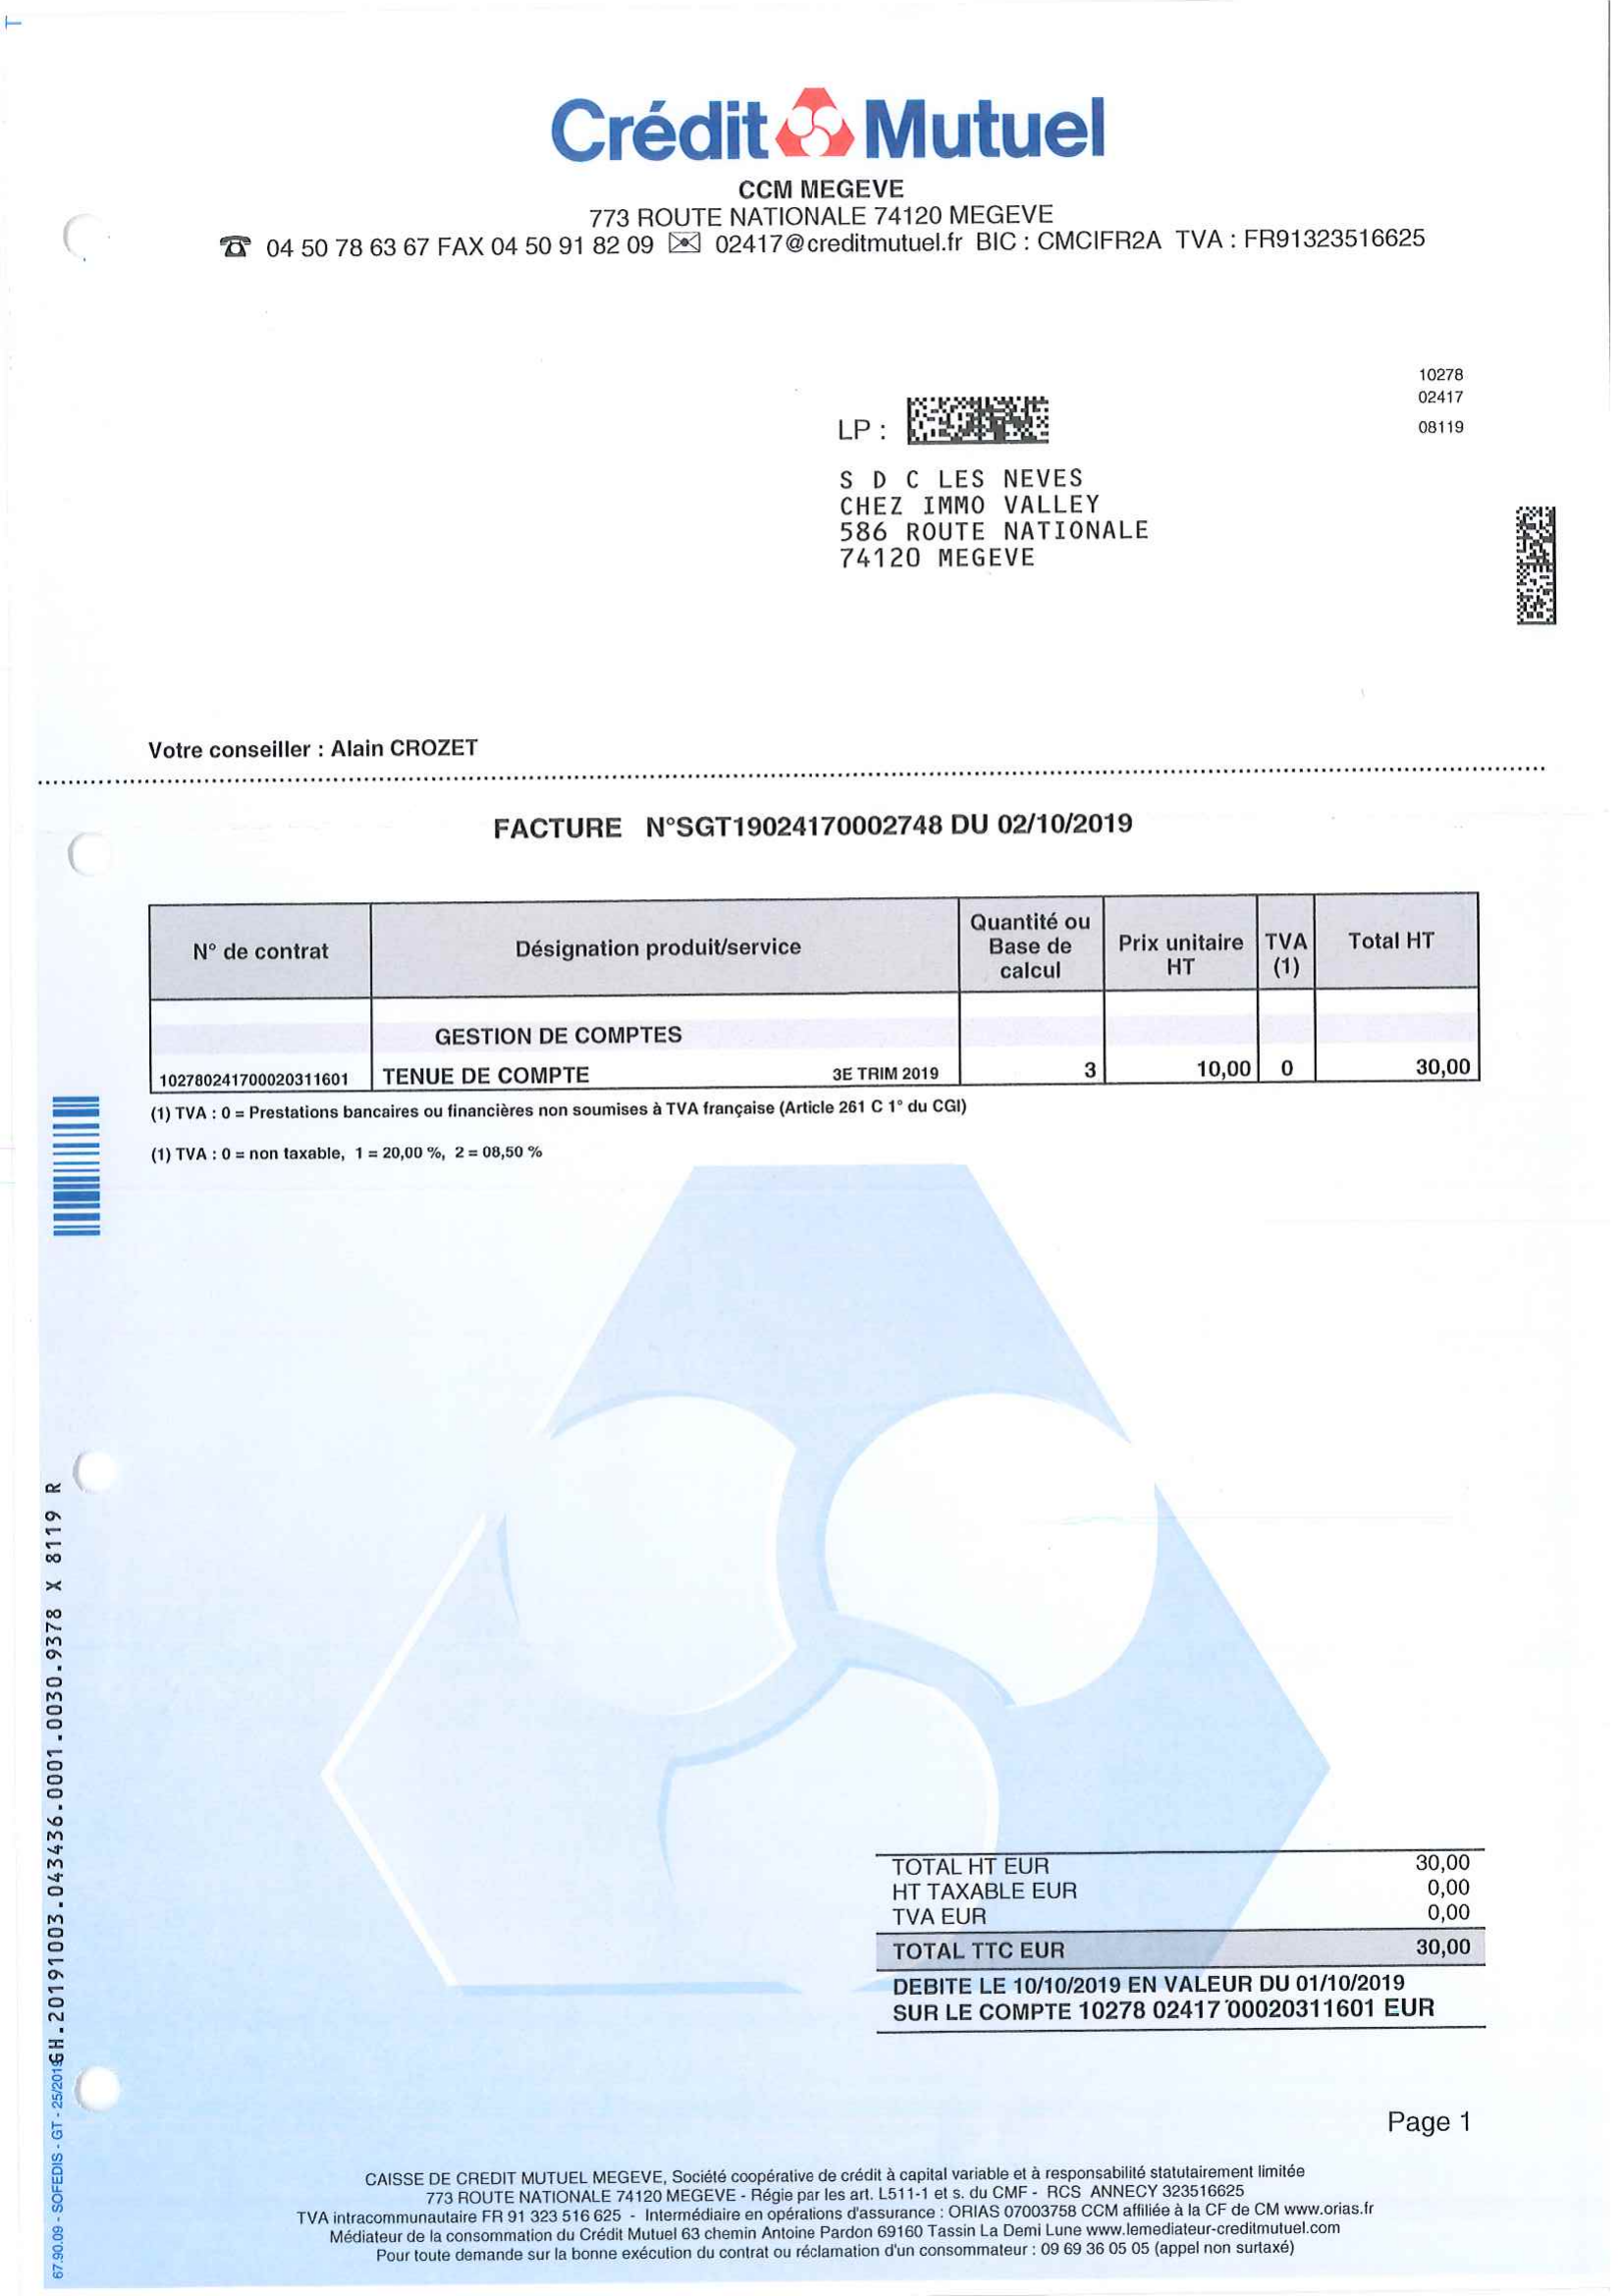 Crédit Mutuel
CCM MEGEVE
773 ROUTE NATIONALE 74120 MEGEVE
☎ 04 50 78 63 67 FAX 04 50 91 82 09 ✉ 02417@creditmutuel.fr BIC : CMCIFR2A TVA : FR91323516625
10278
02417
08119
LP :
S D C LES NEVES
CHEZ IMMO VALLEY
586 ROUTE NATIONALE
74120 MEGEVE
Votre conseiller : Alain CROZET
FACTURE N°SGT19024170002748 DU 02/10/2019
N° de contrat Désignation produit/service Quantité ou Base de calcul Prix unitaire HT TVA (1) Total HT
GESTION DE COMPTES
102780241700020311601 TENUE DE COMPTE 3E TRIM 2019 3 10,00 0 30,00
(1) TVA : 0 = Prestations bancaires ou financières non soumises à TVA française (Article 261 C 1° du CGI)
(1) TVA : 0 = non taxable, 1 = 20,00 %, 2 = 08,50 %
TOTAL HT EUR 30,00
HT TAXABLE EUR 0,00
TVA EUR 0,00
TOTAL TTC EUR 30,00
DEBITE LE 10/10/2019 EN VALEUR DU 01/10/2019
SUR LE COMPTE 10278 02417 00020311601 EUR
Page 1
CAISSE DE CREDIT MUTUEL MEGEVE, Société coopérative de crédit à capital variable et à responsabilité statutairement limitée
773 ROUTE NATIONALE 74120 MEGEVE - Régie par les art. L511-1 et s. du CMF - RCS ANNECY 323516625
TVA intracommunautaire FR 91 323 516 625 - Intermédiaire en opérations d'assurance : ORIAS 07003758 CCM affiliée à la CF de CM www.orias.fr
Médiateur de la consommation du Crédit Mutuel 63 chemin Antoine Pardon 69160 Tassin La Demi Lune www.lemediateur-creditmutuel.com
Pour toute demande sur la bonne exécution du contrat ou réclamation d'un consommateur : 09 69 36 05 05 (appel non surtaxé)
67.90.09 - SOFEDIS - GT - 25/2019
GH.20191003.043436.0001.0030.9378 X 8119 R